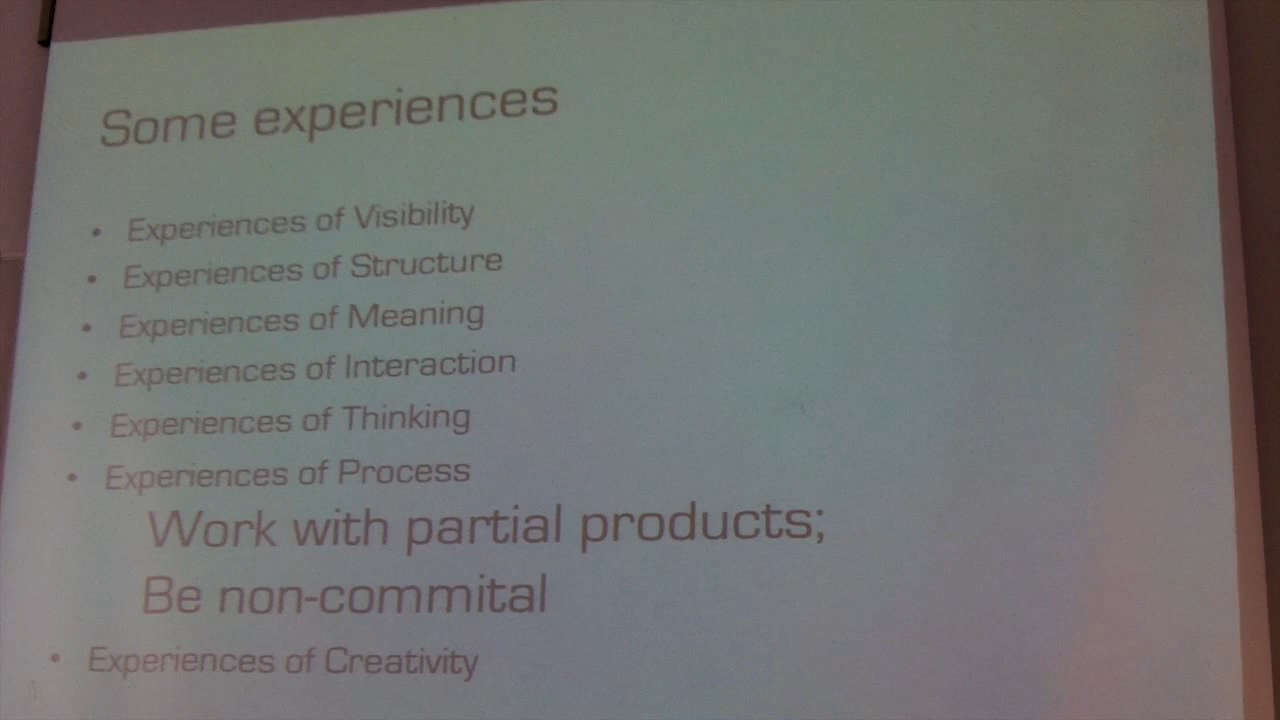 Some experiences
• Experiences of Visibility
• Experiences of Structure
• Experiences of Meaning
• Experiences of Interaction
• Experiences of Thinking
• Experiences of Process
Work with partial products;
Be non-commital
• Experiences of Creativity